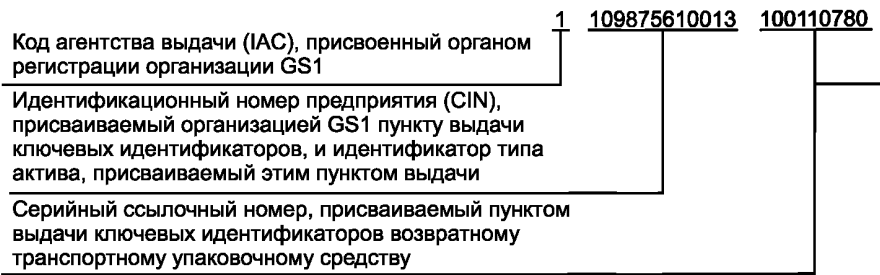 1 109875610013 100110780
Код агентства выдачи (IAC), присвоенный органом
регистрации организации GS1
Идентификационный номер предприятия (CIN),
присваиваемый организацией GS1 пункту выдачи
ключевых идентификаторов, и идентификатор типа
актива, присваиваемый этим пунктом выдачи
Серийный ссылочный номер, присваиваемый пунктом
выдачи ключевых идентификаторов возвратному
транспортному упаковочному средству